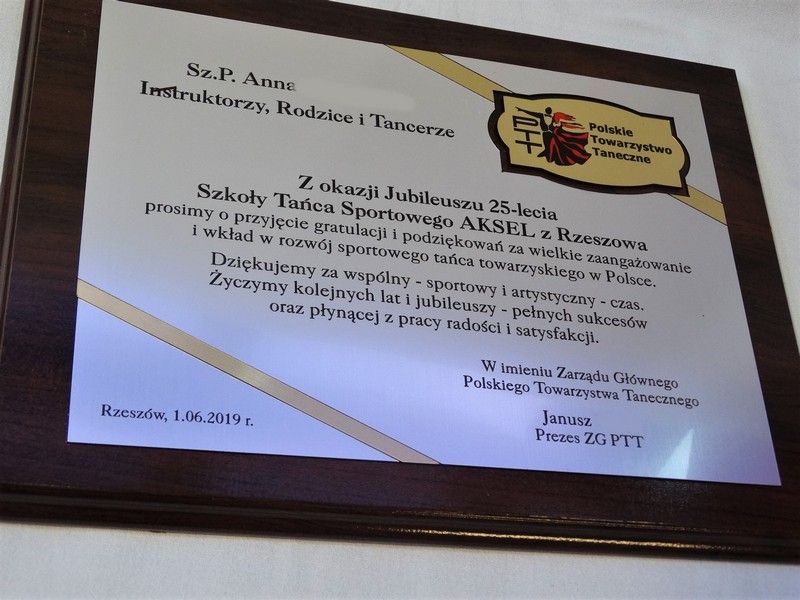 Sz.P. Anna
Instruktorzy, Rodzice i Tancerze
PTT
Polskie
Towarzystwo
Taneczne
Z okazji Jubileuszu 25-lecia
Szkoły Tańca Sportowego AKSEL z Rzeszowa
prosimy o przyjęcie gratulacji i podziękowań za wielkie zaangażowanie
i wkład w rozwój sportowego tańca towarzyskiego w Polsce.
Dziękujemy za wspólny - sportowy i artystyczny - czas.
Życzymy kolejnych lat i jubileuszy - pełnych sukcesów
oraz płynącej z pracy radości i satysfakcji.
W imieniu Zarządu Głównego
Polskiego Towarzystwa Tanecznego
Janusz
Prezes ZG PTT
Rzeszów, 1.06.2019 r.